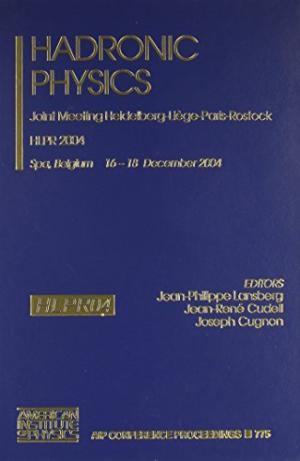 HADRONIC
PHYSICS
Joint Meeting Heidelberg-Liège-Paris-Rostock
HLPR 2004
Spa, Belgium 16–18 December 2004
EDITORS
Jean-Philippe Lansberg
Jean-René Cudell
Joseph Cugnon
HLPR04
AMERICAN
INSTITUTE
OF PHYSICS
AIP CONFERENCE PROCEEDINGS 775